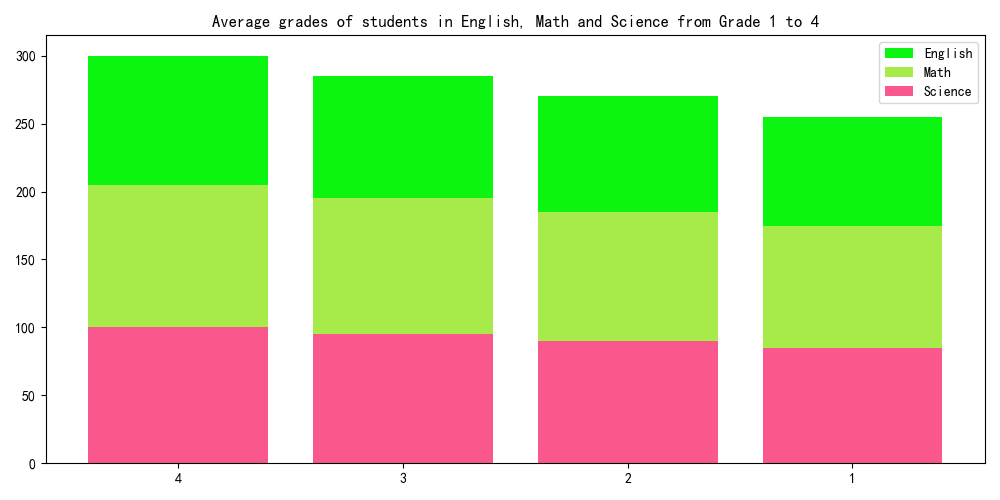 Average grades of students in English, Math and Science from Grade 1 to 4
English
Math
Science
300
250
200
150
100
50
0
4 3 2 1